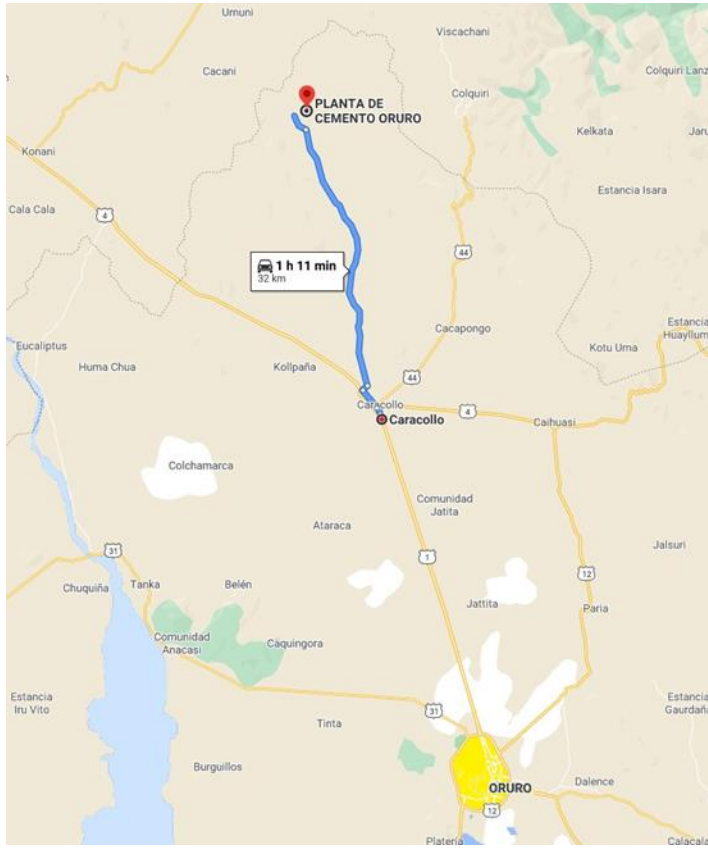 Umuni
Viscachani
Cacani
Colquiri Lanz
PLANTA DE
CEMENTO ORURO
Colquiri
Konani
Kelkata
Jaru
Estancia Isara
Cala Cala
4
44
1 h 11 min
32 km
Estancia
Huayllum
Cacapongo
Eucaliptus
Kotu Uma
Huma Chua
Kollpaña
44
Caracollo
Caracollo
4
Caihuasi
Colchamarca
Comunidad
Jatita
Ataraca
1
31
Jalsuri
12
Chuquiña
Tanka
Belén
Jattita
Paria
Comunidad
Anacasi
Caquingora
Estancia
Iru Vito
Estancia
Gaurdaña
31
Tinta
Burguillos
ORURO
Dalence
12
Platería
Calacala